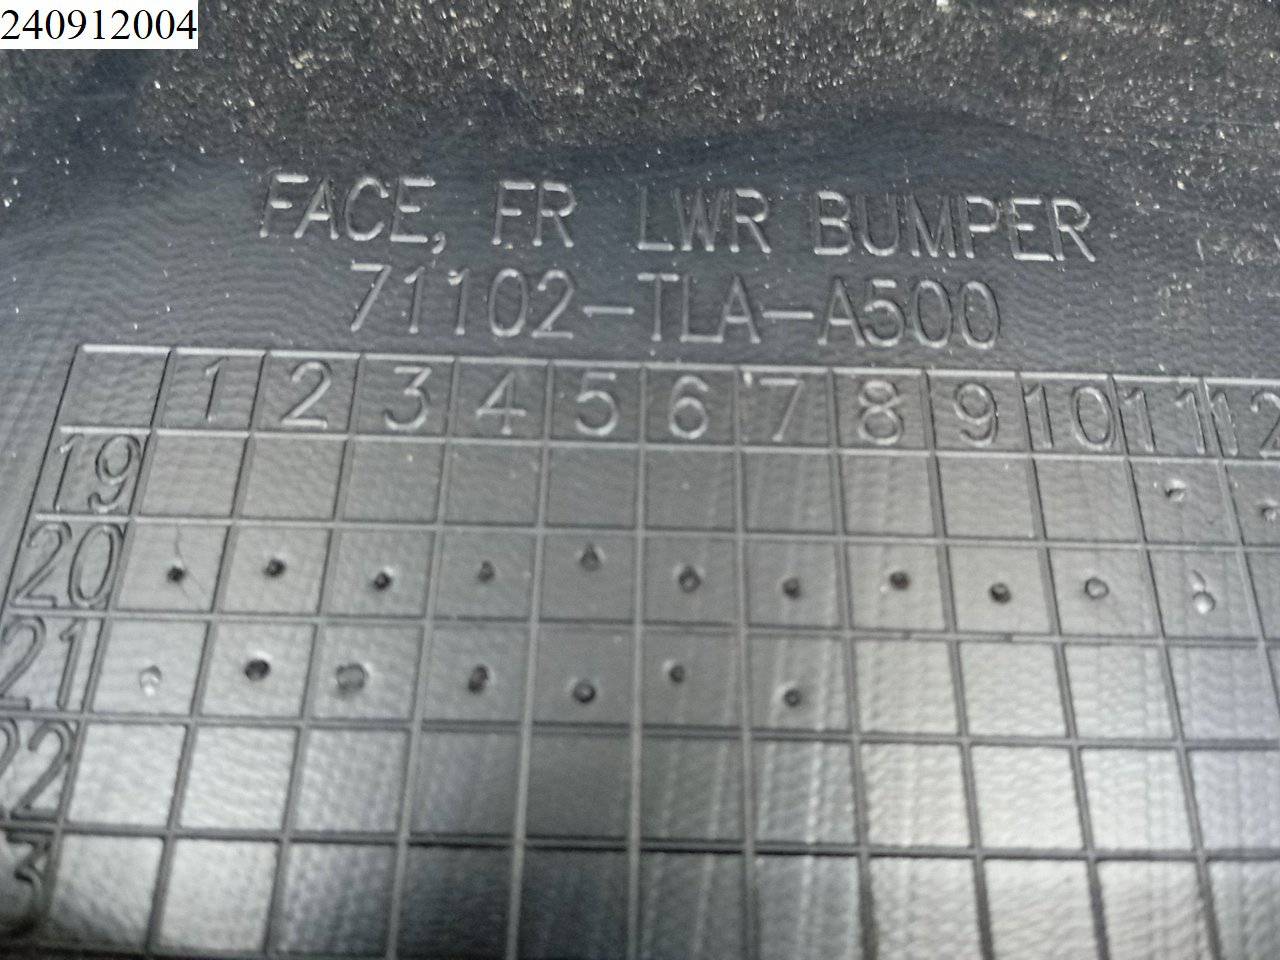 240912004
FACE, FR LWR BUMPER
71102-TLA-A500
1 2 3 4 5 6 7 8 9 10 11 12
19
20
21
22